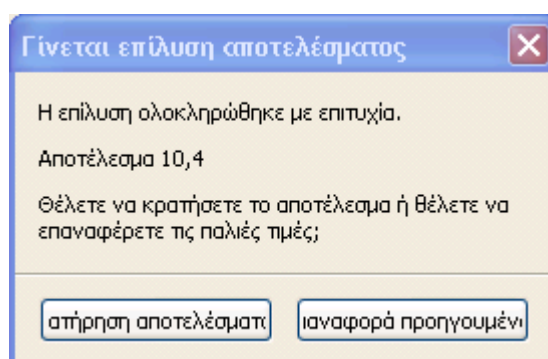 Γίνεται επίλυση αποτελέσματος
Η επίλυση ολοκληρώθηκε με επιτυχία.
Αποτέλεσμα 10,4
Θέλετε να κρατήσετε το αποτέλεσμα ή θέλετε να
επαναφέρετε τις παλιές τιμές;
ατήρηση αποτελέσματο
ιαναφορά προηγουμέν